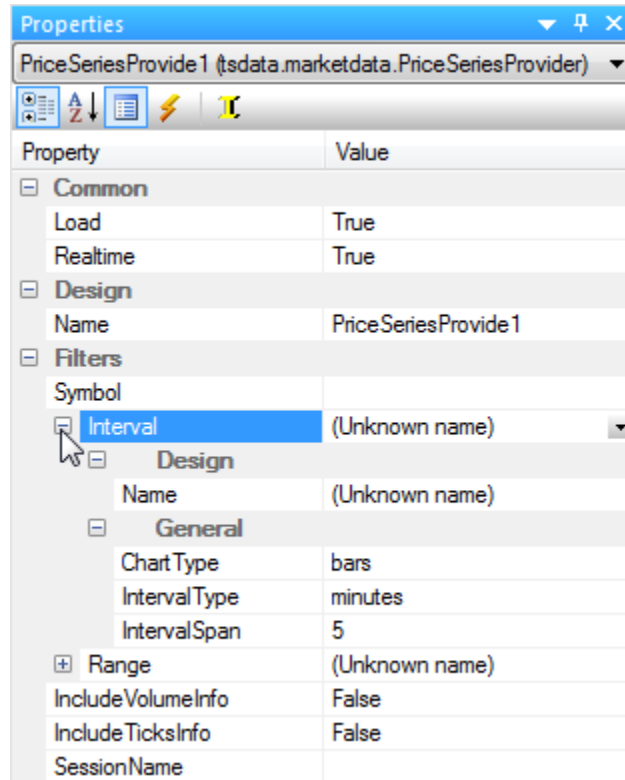 Properties
PriceSeriesProvide1 (tsdata.marketdata.PriceSeriesProvider)
Property Value
Common
Load True
Realtime True
Design
Name PriceSeriesProvide1
Filters
Symbol
Interval (Unknown name)
Design
Name (Unknown name)
General
ChartType bars
IntervalType minutes
IntervalSpan 5
Range (Unknown name)
IncludeVolumeInfo False
IncludeTicksInfo False
SessionName